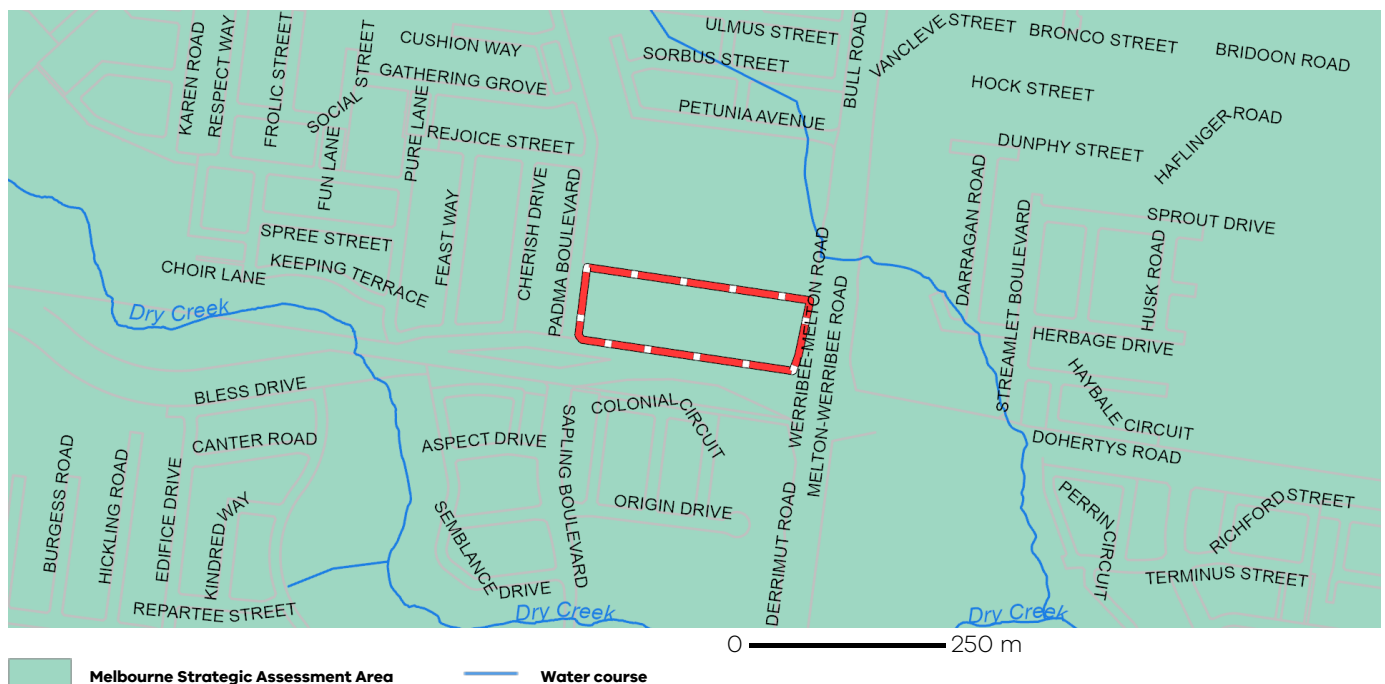 ULMUS STREET
VANCLEVE STREET
BRONCO STREET
BRIDOON ROAD
KAREN ROAD
RESPECT WAY
FROLIC STREET
SOCIAL STREET
CUSHION WAY
SORBUS STREET
BULL ROAD
GATHERING GROVE
HOCK STREET
PETUNIA AVENUE
HAFLINGER ROAD
FUN LANE
PURE LANE
REJOICE STREET
DUNPHY STREET
FEAST WAY
CHERISH DRIVE
PADMA BOULEVARD
DARRAGAN ROAD
STREAMLET BOULEVARD
SPROUT DRIVE
HUSK ROAD
SPREE STREET
CHOIR LANE
KEEPING TERRACE
WERRIBEE-MELTON ROAD
MELTON-WERRIBEE ROAD
Dry Creek
HERBAGE DRIVE
BLESS DRIVE
HAYBALE CIRCUIT
COLONIAL CIRCUIT
CANTER ROAD
ASPECT DRIVE
SAPLING BOULEVARD
DOHERTYS ROAD
BURGESS ROAD
HICKLING ROAD
EDIFICE DRIVE
KINDRED WAY
SEMBLANCE DRIVE
ORIGIN DRIVE
DERRIMUT ROAD
PERRIN CIRCUIT
RICHFORD STREET
TERMINUS STREET
REPARTEE STREET
Dry Creek
Dry Creek
0 250 m
Melbourne Strategic Assessment Area
Water course